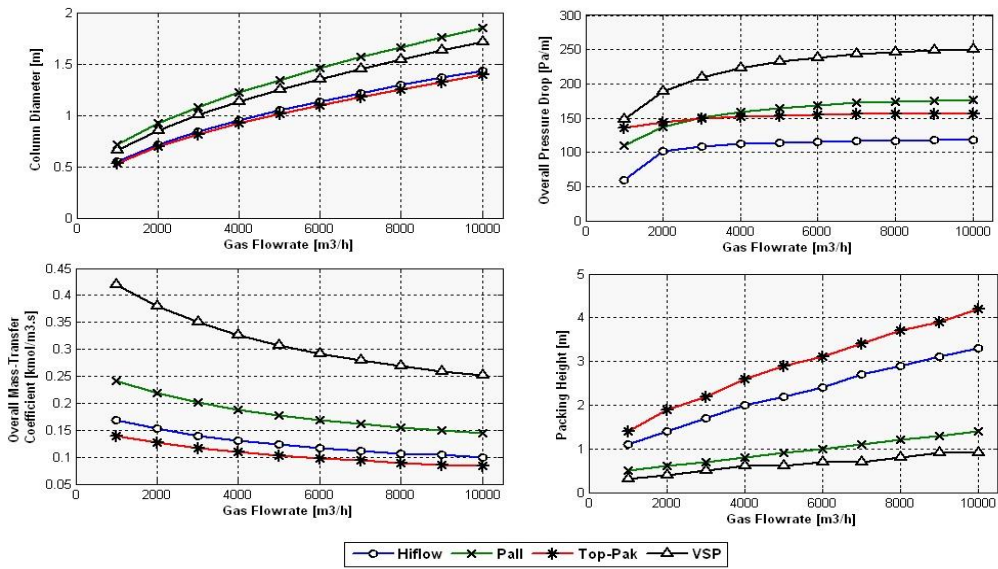 Column Diameter [m]
2
1.5
1
0.5
0
0 2000 4000 6000 8000 10000
Gas Flowrate [m3/h]
Overall Pressure Drop [Pa/m]
300
250
200
150
100
50
0
0 2000 4000 6000 8000 10000
Gas Flowrate [m3/h]
Overall Mass-Transfer
Coefficient [kmol/m3.s]
0.45
0.4
0.35
0.3
0.25
0.2
0.15
0.1
0.05
0 2000 4000 6000 8000 10000
Gas Flowrate [m3/h]
Packing Height [m]
5
4
3
2
1
0
0 2000 4000 6000 8000 10000
Gas Flowrate [m3/h]
Hiflow Pall Top-Pak VSP